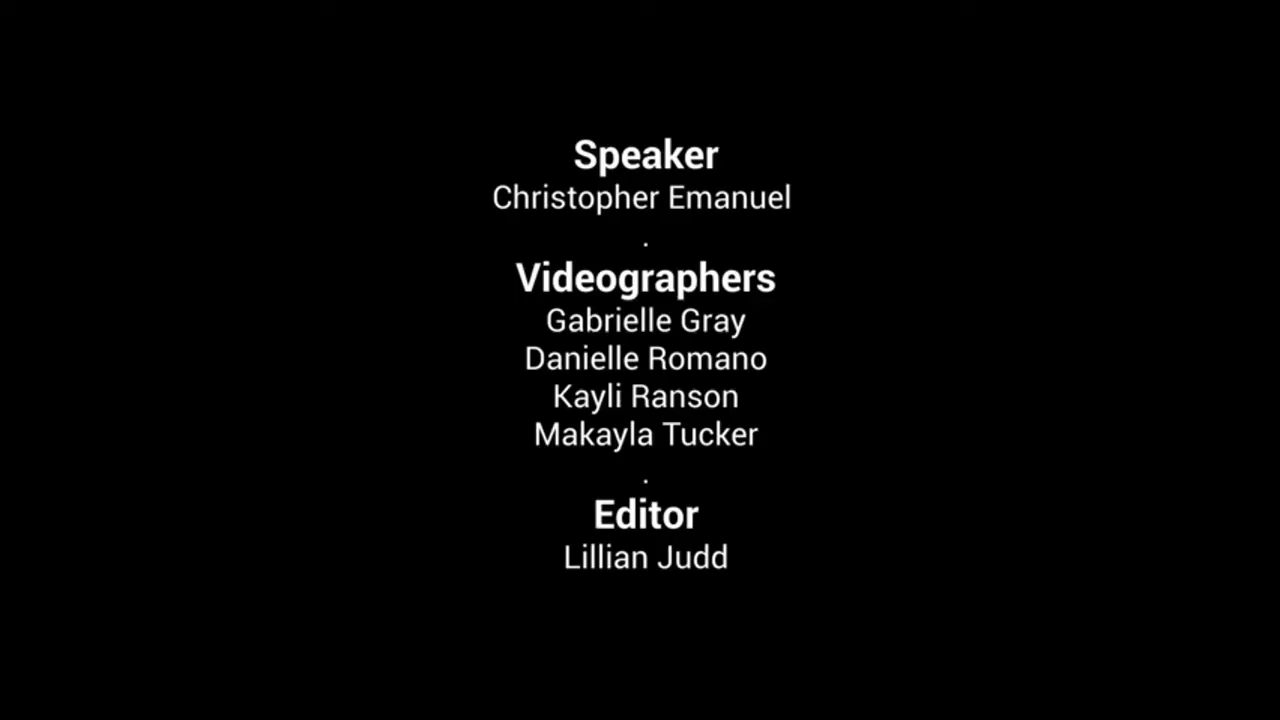 Speaker
Christopher Emanuel
.
Videographers
Gabrielle Gray
Danielle Romano
Kayli Ranson
Makayla Tucker
.
Editor
Lillian Judd